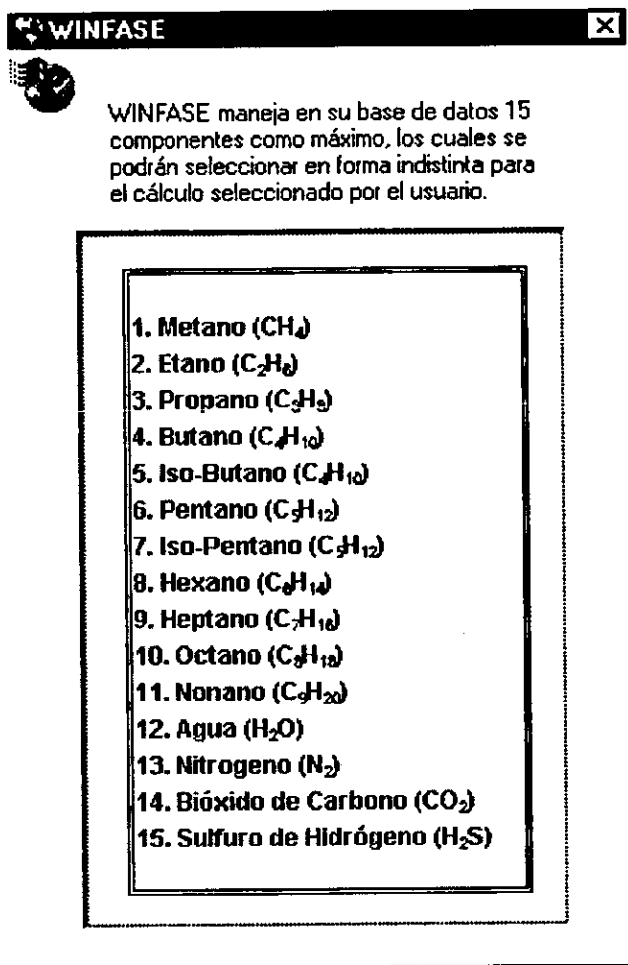 WINFASE
WINFASE maneja en su base de datos 15
componentes como máximo, los cuales se
podrán seleccionar en forma indistinta para
el cálculo seleccionado por el usuario.
1. Metano (CH₄)
2. Etano (C₂H₆)
3. Propano (C₃H₈)
4. Butano (C₄H₁₀)
5. Iso-Butano (C₄H₁₀)
6. Pentano (C₅H₁₂)
7. Iso-Pentano (C₅H₁₂)
8. Hexano (C₆H₁₄)
9. Heptano (C₇H₁₆)
10. Octano (C₈H₁₈)
11. Nonano (C₉H₂₀)
12. Agua (H₂O)
13. Nitrogeno (N₂)
14. Bióxido de Carbono (CO₂)
15. Sulfuro de Hidrógeno (H₂S)